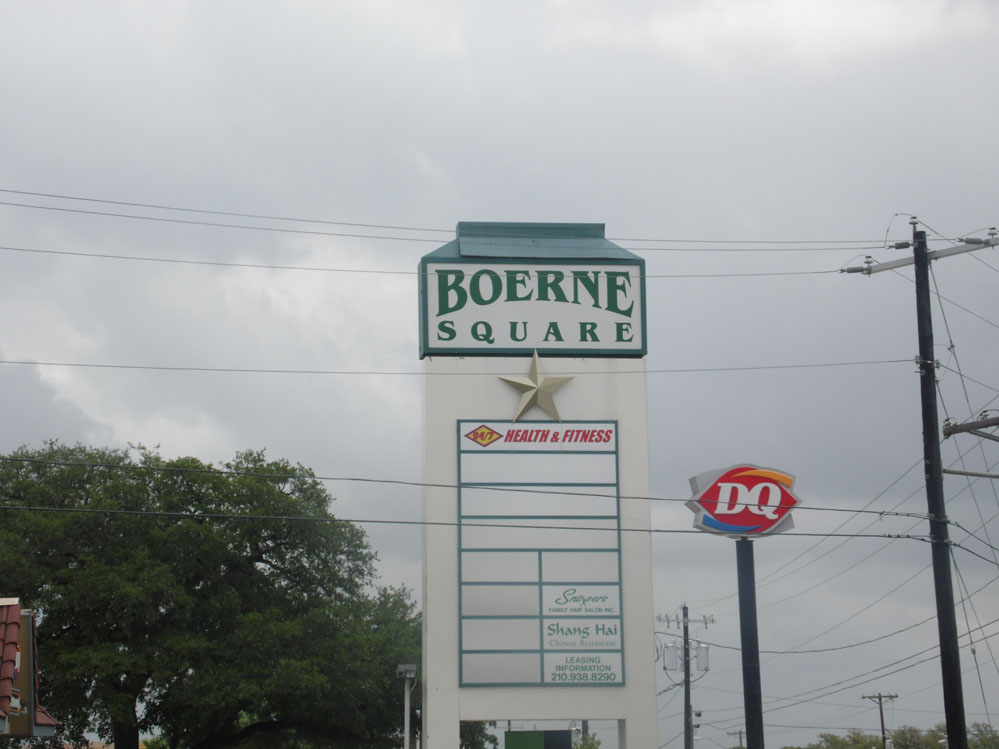 BOERNE
SQUARE
24/7 HEALTH & FITNESS
DQ
Snipers
FAMILY HAIR SALON INC.
Shang Hai
Chinese Restaurant
LEASING
INFORMATION
210.938.8290